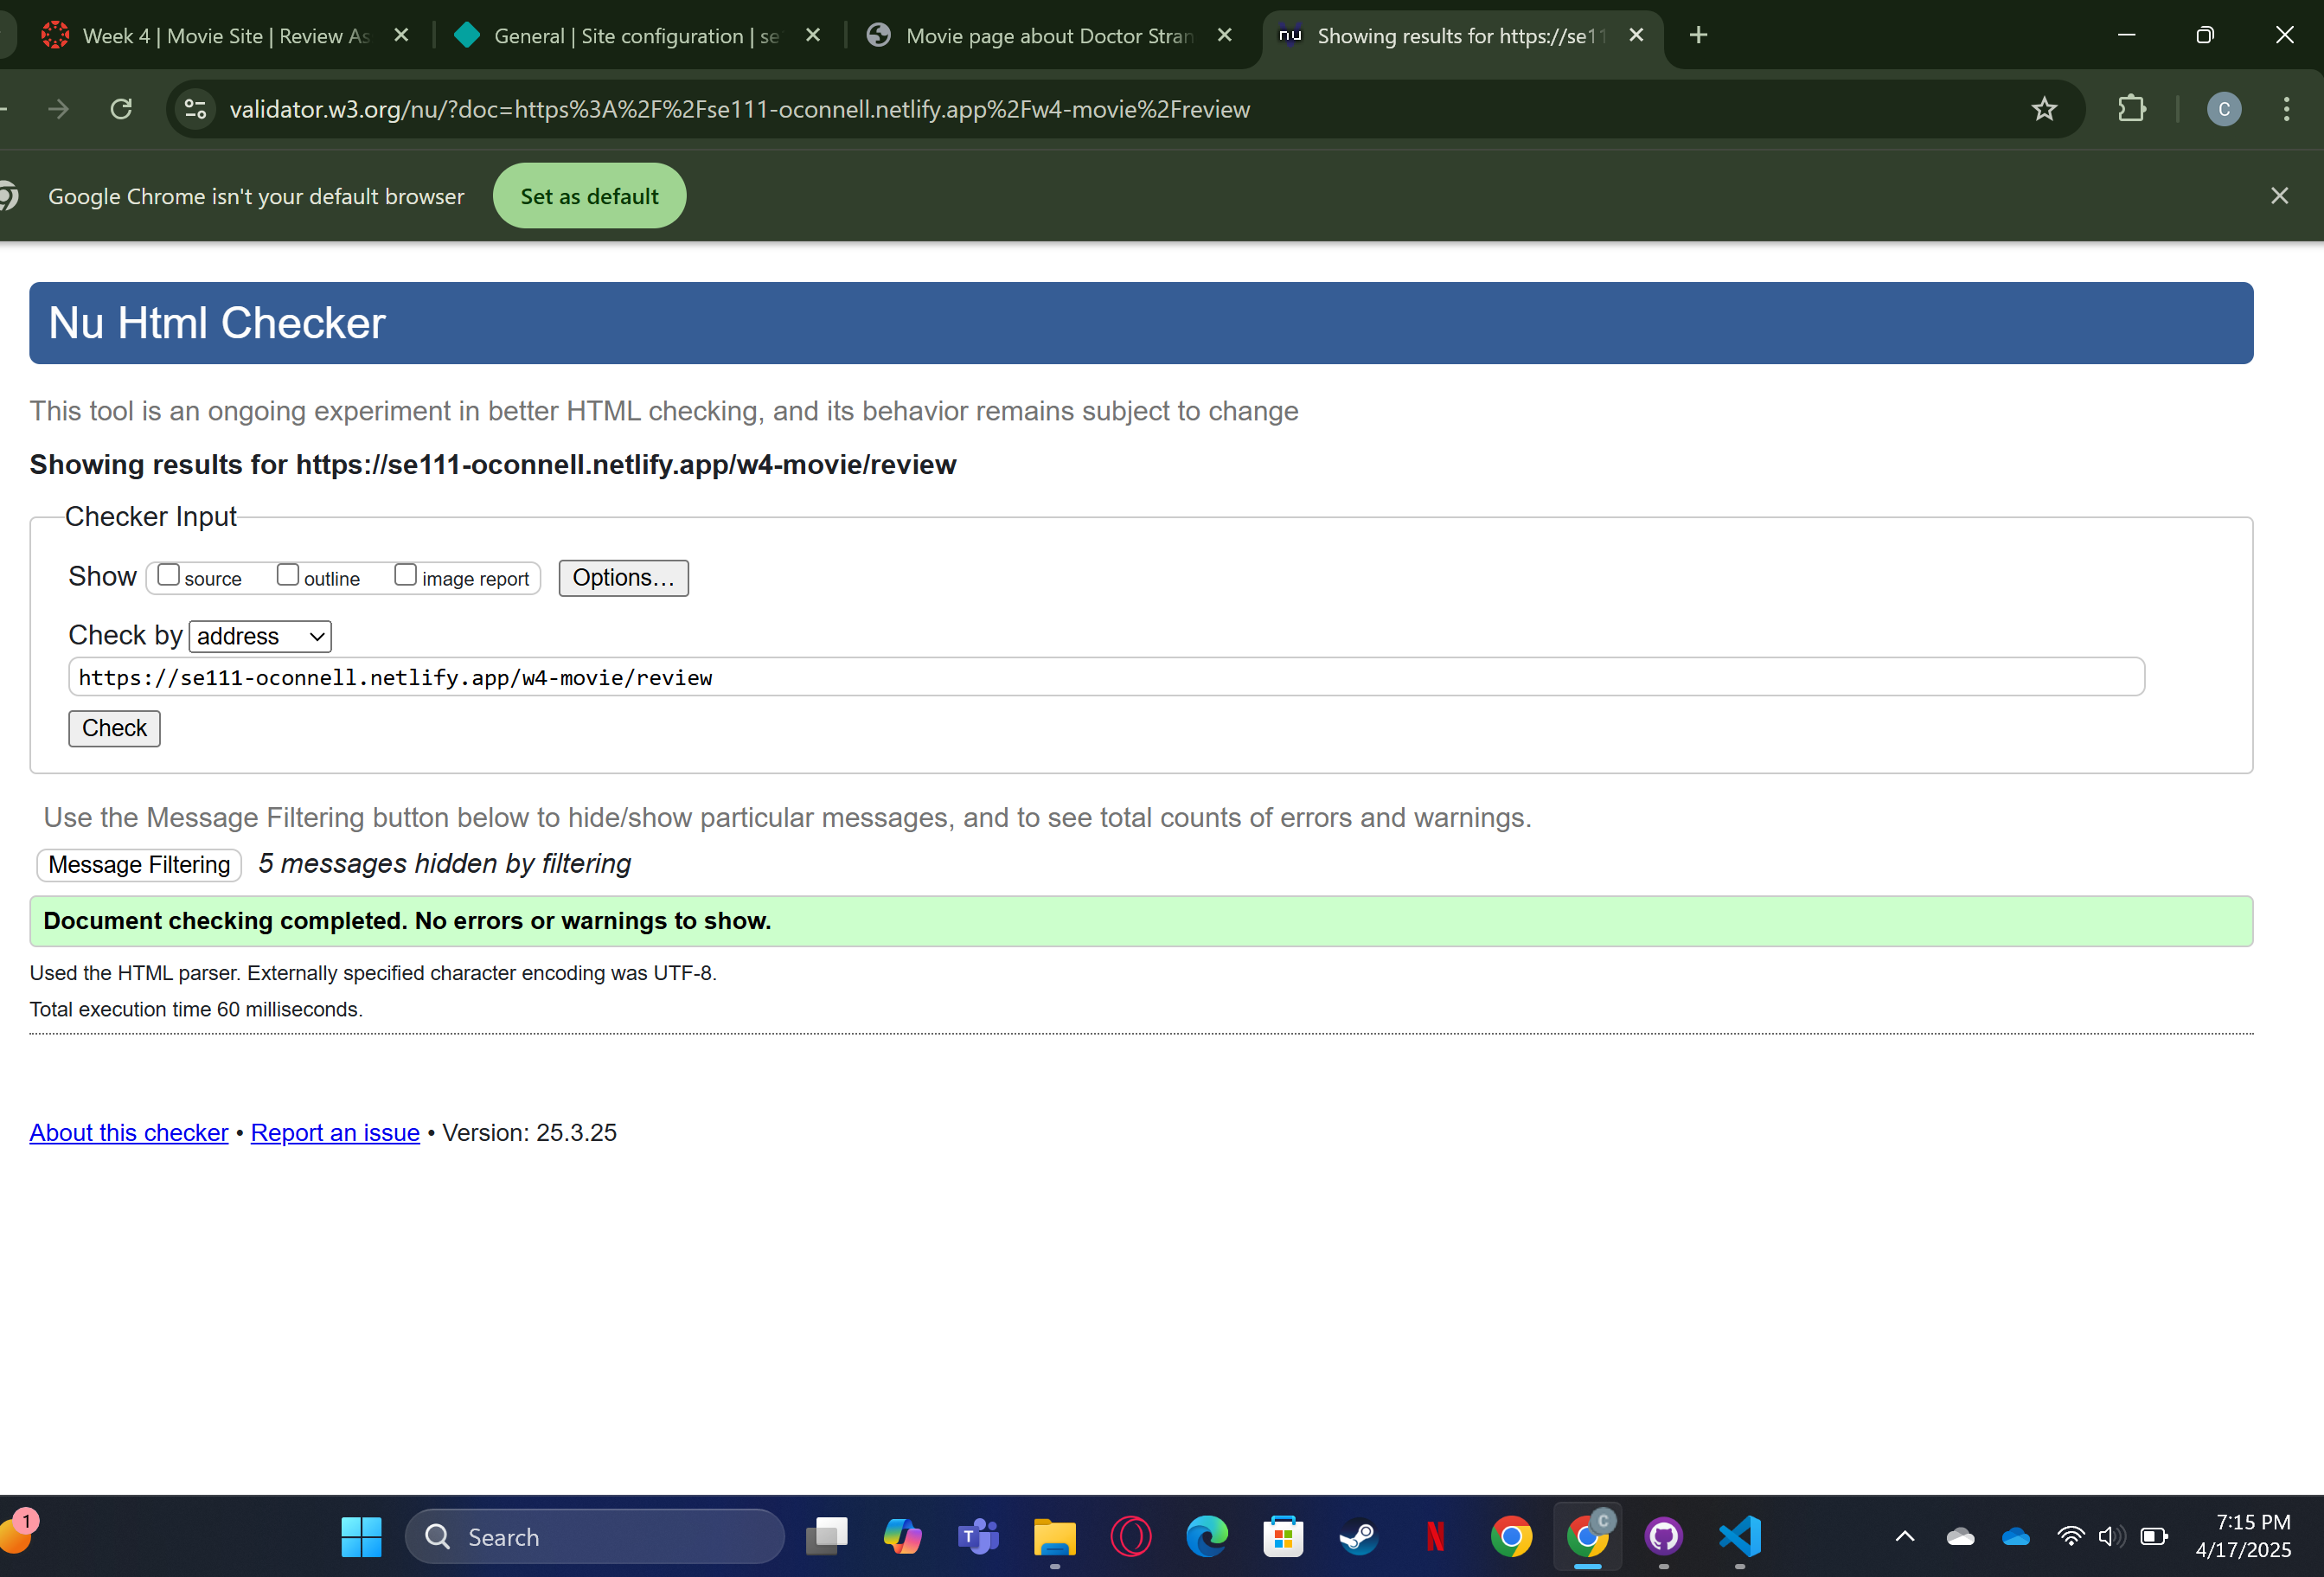 Week 4 | Movie Site | Review As
General | Site configuration | se
Movie page about Doctor Stran
nu
Showing results for https://se11
validator.w3.org/nu/?doc=https%3A%2F%2Fse111-oconnell.netlify.app%2Fw4-movie%2Freview
C
Google Chrome isn't your default browser
Set as default
Nu Html Checker
This tool is an ongoing experiment in better HTML checking, and its behavior remains subject to change
Showing results for https://se111-oconnell.netlify.app/w4-movie/review
Checker Input
Show source outline image report Options...
Check by address
https://se111-oconnell.netlify.app/w4-movie/review
Check
Use the Message Filtering button below to hide/show particular messages, and to see total counts of errors and warnings.
Message Filtering 5 messages hidden by filtering
Document checking completed. No errors or warnings to show.
Used the HTML parser. Externally specified character encoding was UTF-8.
Total execution time 60 milliseconds.
About this checker • Report an issue • Version: 25.3.25
1
Search
T
N
C
7:15 PM
4/17/2025